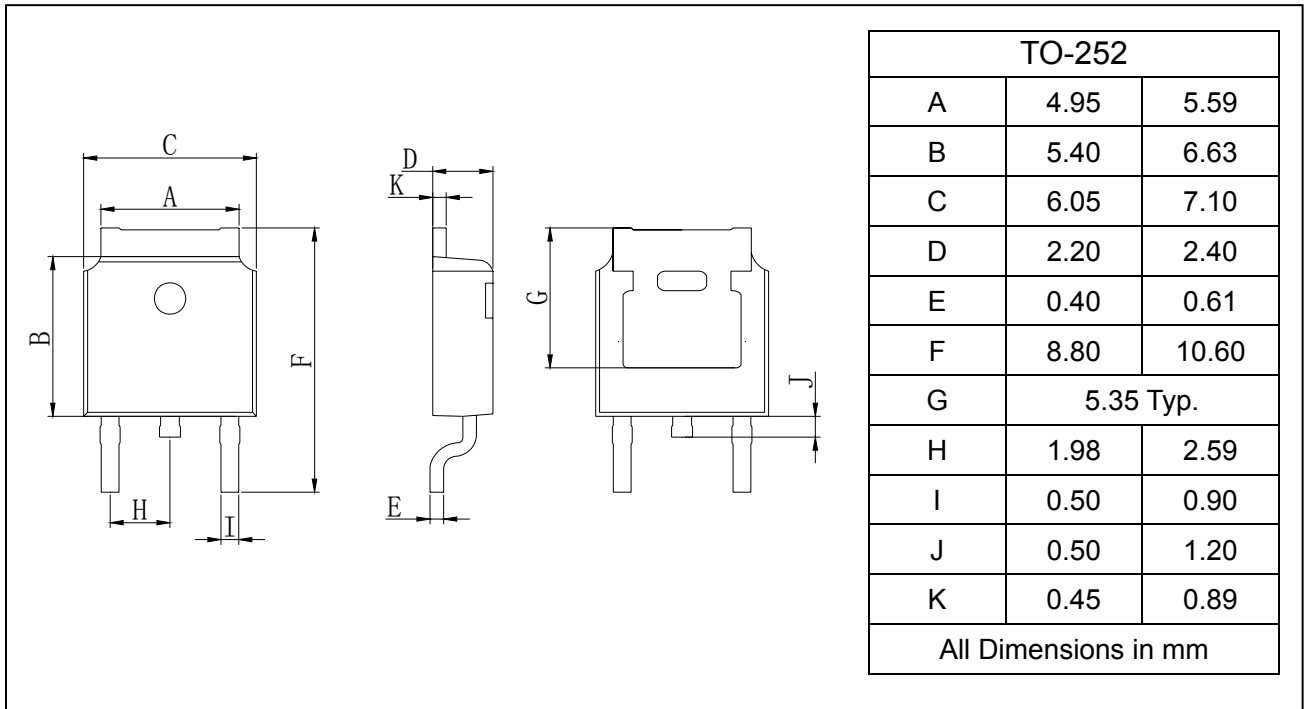 C
A
B
F
H
I
D
K
E
G
J
TO-252
A 4.95 5.59
B 5.40 6.63
C 6.05 7.10
D 2.20 2.40
E 0.40 0.61
F 8.80 10.60
G 5.35 Typ.
H 1.98 2.59
I 0.50 0.90
J 0.50 1.20
K 0.45 0.89
All Dimensions in mm